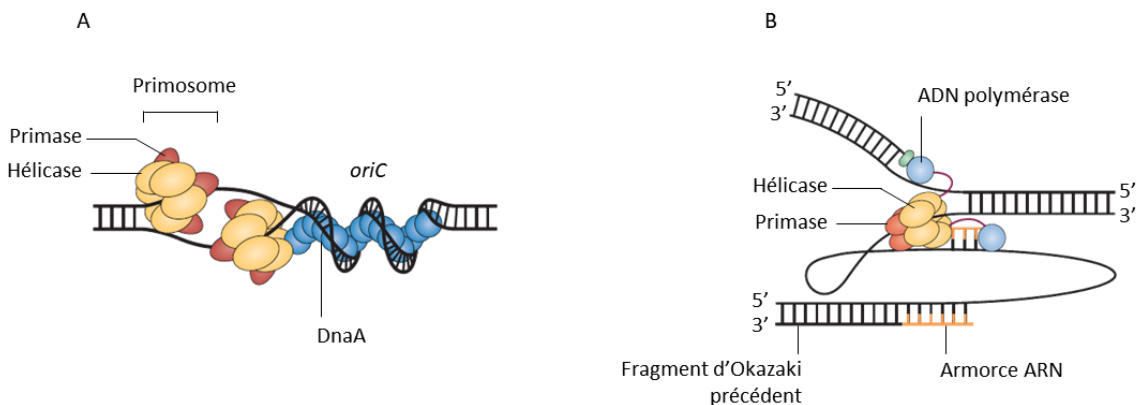 A
Primosome
Primase
Hélicase
oriC
DnaA
B
5’
3’
ADN polymérase
Hélicase
Primase
5’
3’
5’
3’
Fragment d’Okazaki
précédent
Armorce ARN